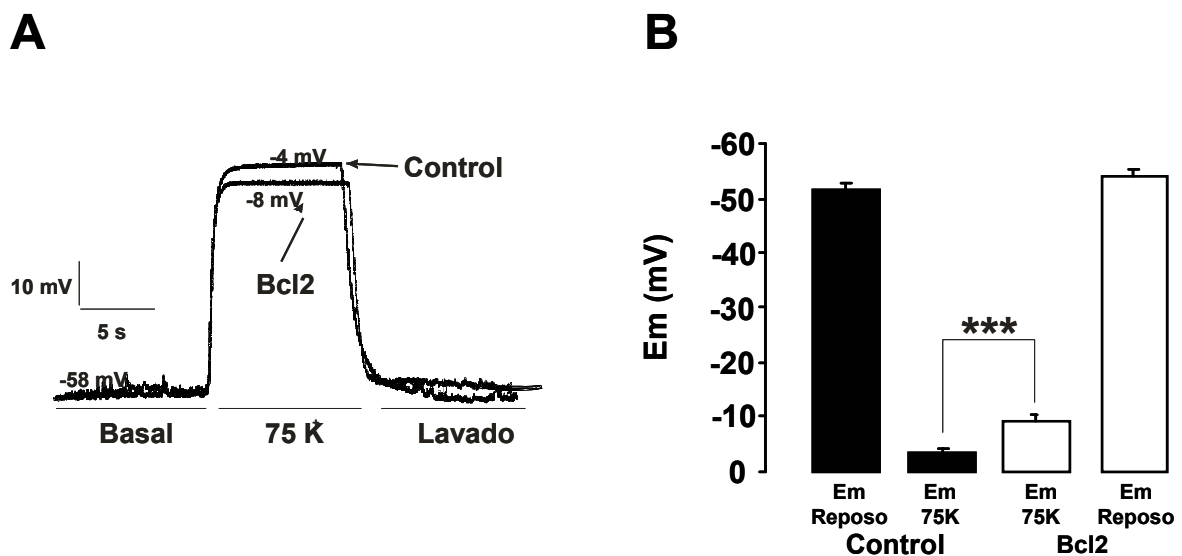 A
-4 mV
Control
-8 mV
Bcl2
10 mV
5 s
-58 mV
Basal
75 K+
Lavado
B
Em (mV)
-60
-50
-40
-30
-20
-10
0
***
Em
Reposo
Em
75K
Em
75K
Em
Reposo
Control
Bcl2